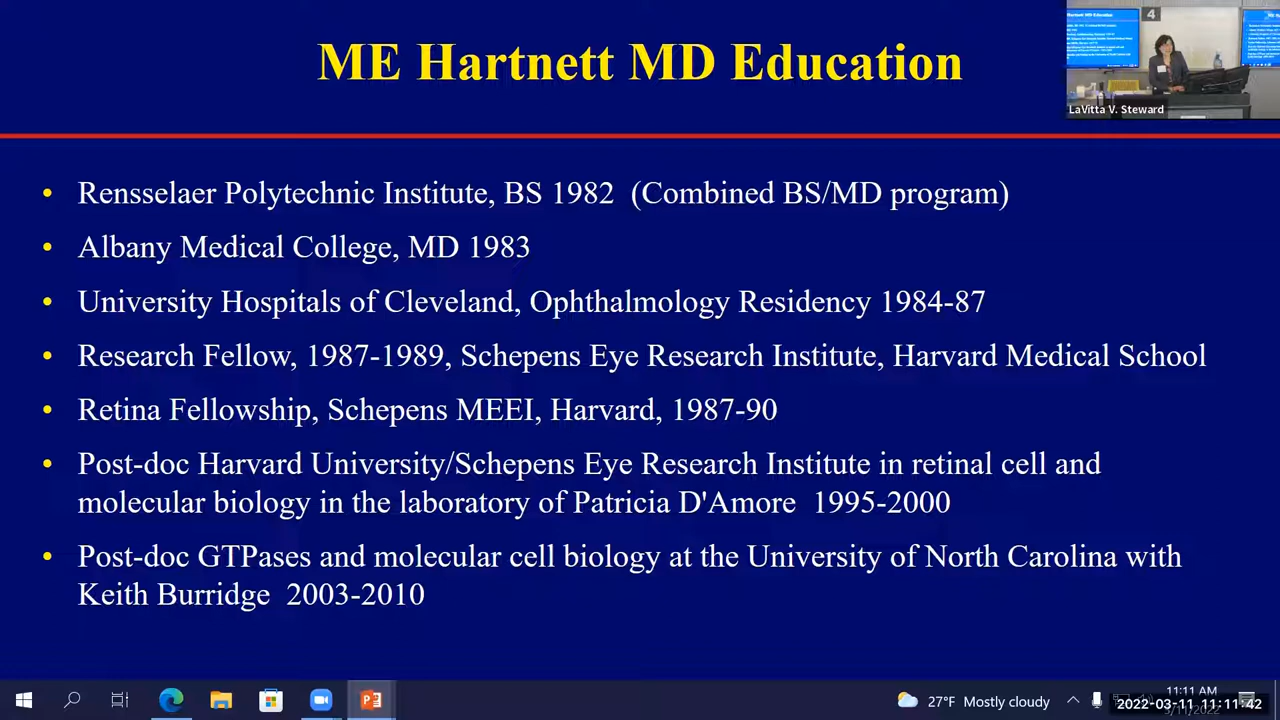 ME Hartnett MD Education
4
LaVitta V. Steward
• Rensselaer Polytechnic Institute, BS 1982 (Combined BS/MD program)
• Albany Medical College, MD 1983
• University Hospitals of Cleveland, Ophthalmology Residency 1984-87
• Research Fellow, 1987-1989, Schepens Eye Research Institute, Harvard Medical School
• Retina Fellowship, Schepens MEEI, Harvard, 1987-90
• Post-doc Harvard University/Schepens Eye Research Institute in retinal cell and
molecular biology in the laboratory of Patricia D'Amore 1995-2000
• Post-doc GTPases and molecular cell biology at the University of North Carolina with
Keith Burridge 2003-2010
27°F Mostly cloudy
11:11 AM
2022-03-11 11:11:42